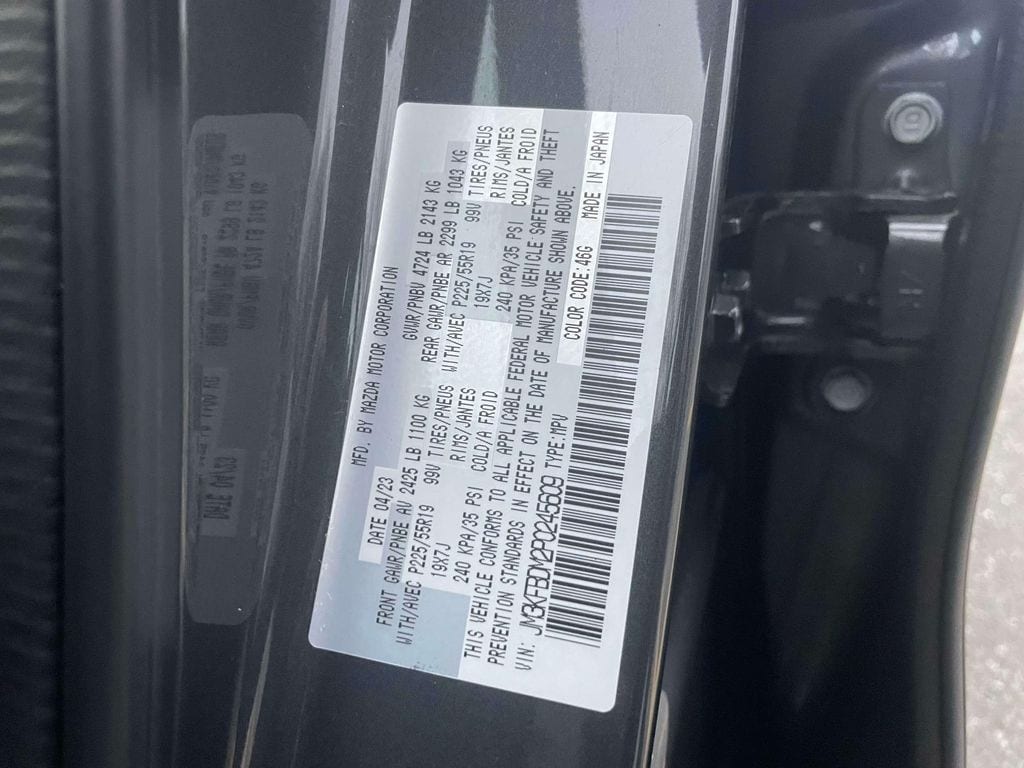 MFD. BY MAZDA MOTOR CORPORATION
DATE 04/23 GVWR/PNBV 4724 LB 2143 KG
FRONT GAWR/PNBE AV 2425 LB 1100 KG REAR GAWR/PNBE AR 2299 LB 1043 KG
WITH/AVEC P225/55R19 99V TIRES/PNEUS WITH/AVEC P225/55R19 99V TIRES/PNEUS
19X7J RIMS/JANTES 19X7J RIMS/JANTES
240 KPA/35 PSI COLD/A FROID 240 KPA/35 PSI COLD/A FROID
THIS VEHICLE CONFORMS TO ALL APPLICABLE FEDERAL MOTOR VEHICLE SAFETY AND THEFT
PREVENTION STANDARDS IN EFFECT ON THE DATE OF MANUFACTURE SHOWN ABOVE.
VIN: JM3KFBDM2P0245609 TYPE:MPV COLOR CODE:46G MADE IN JAPAN